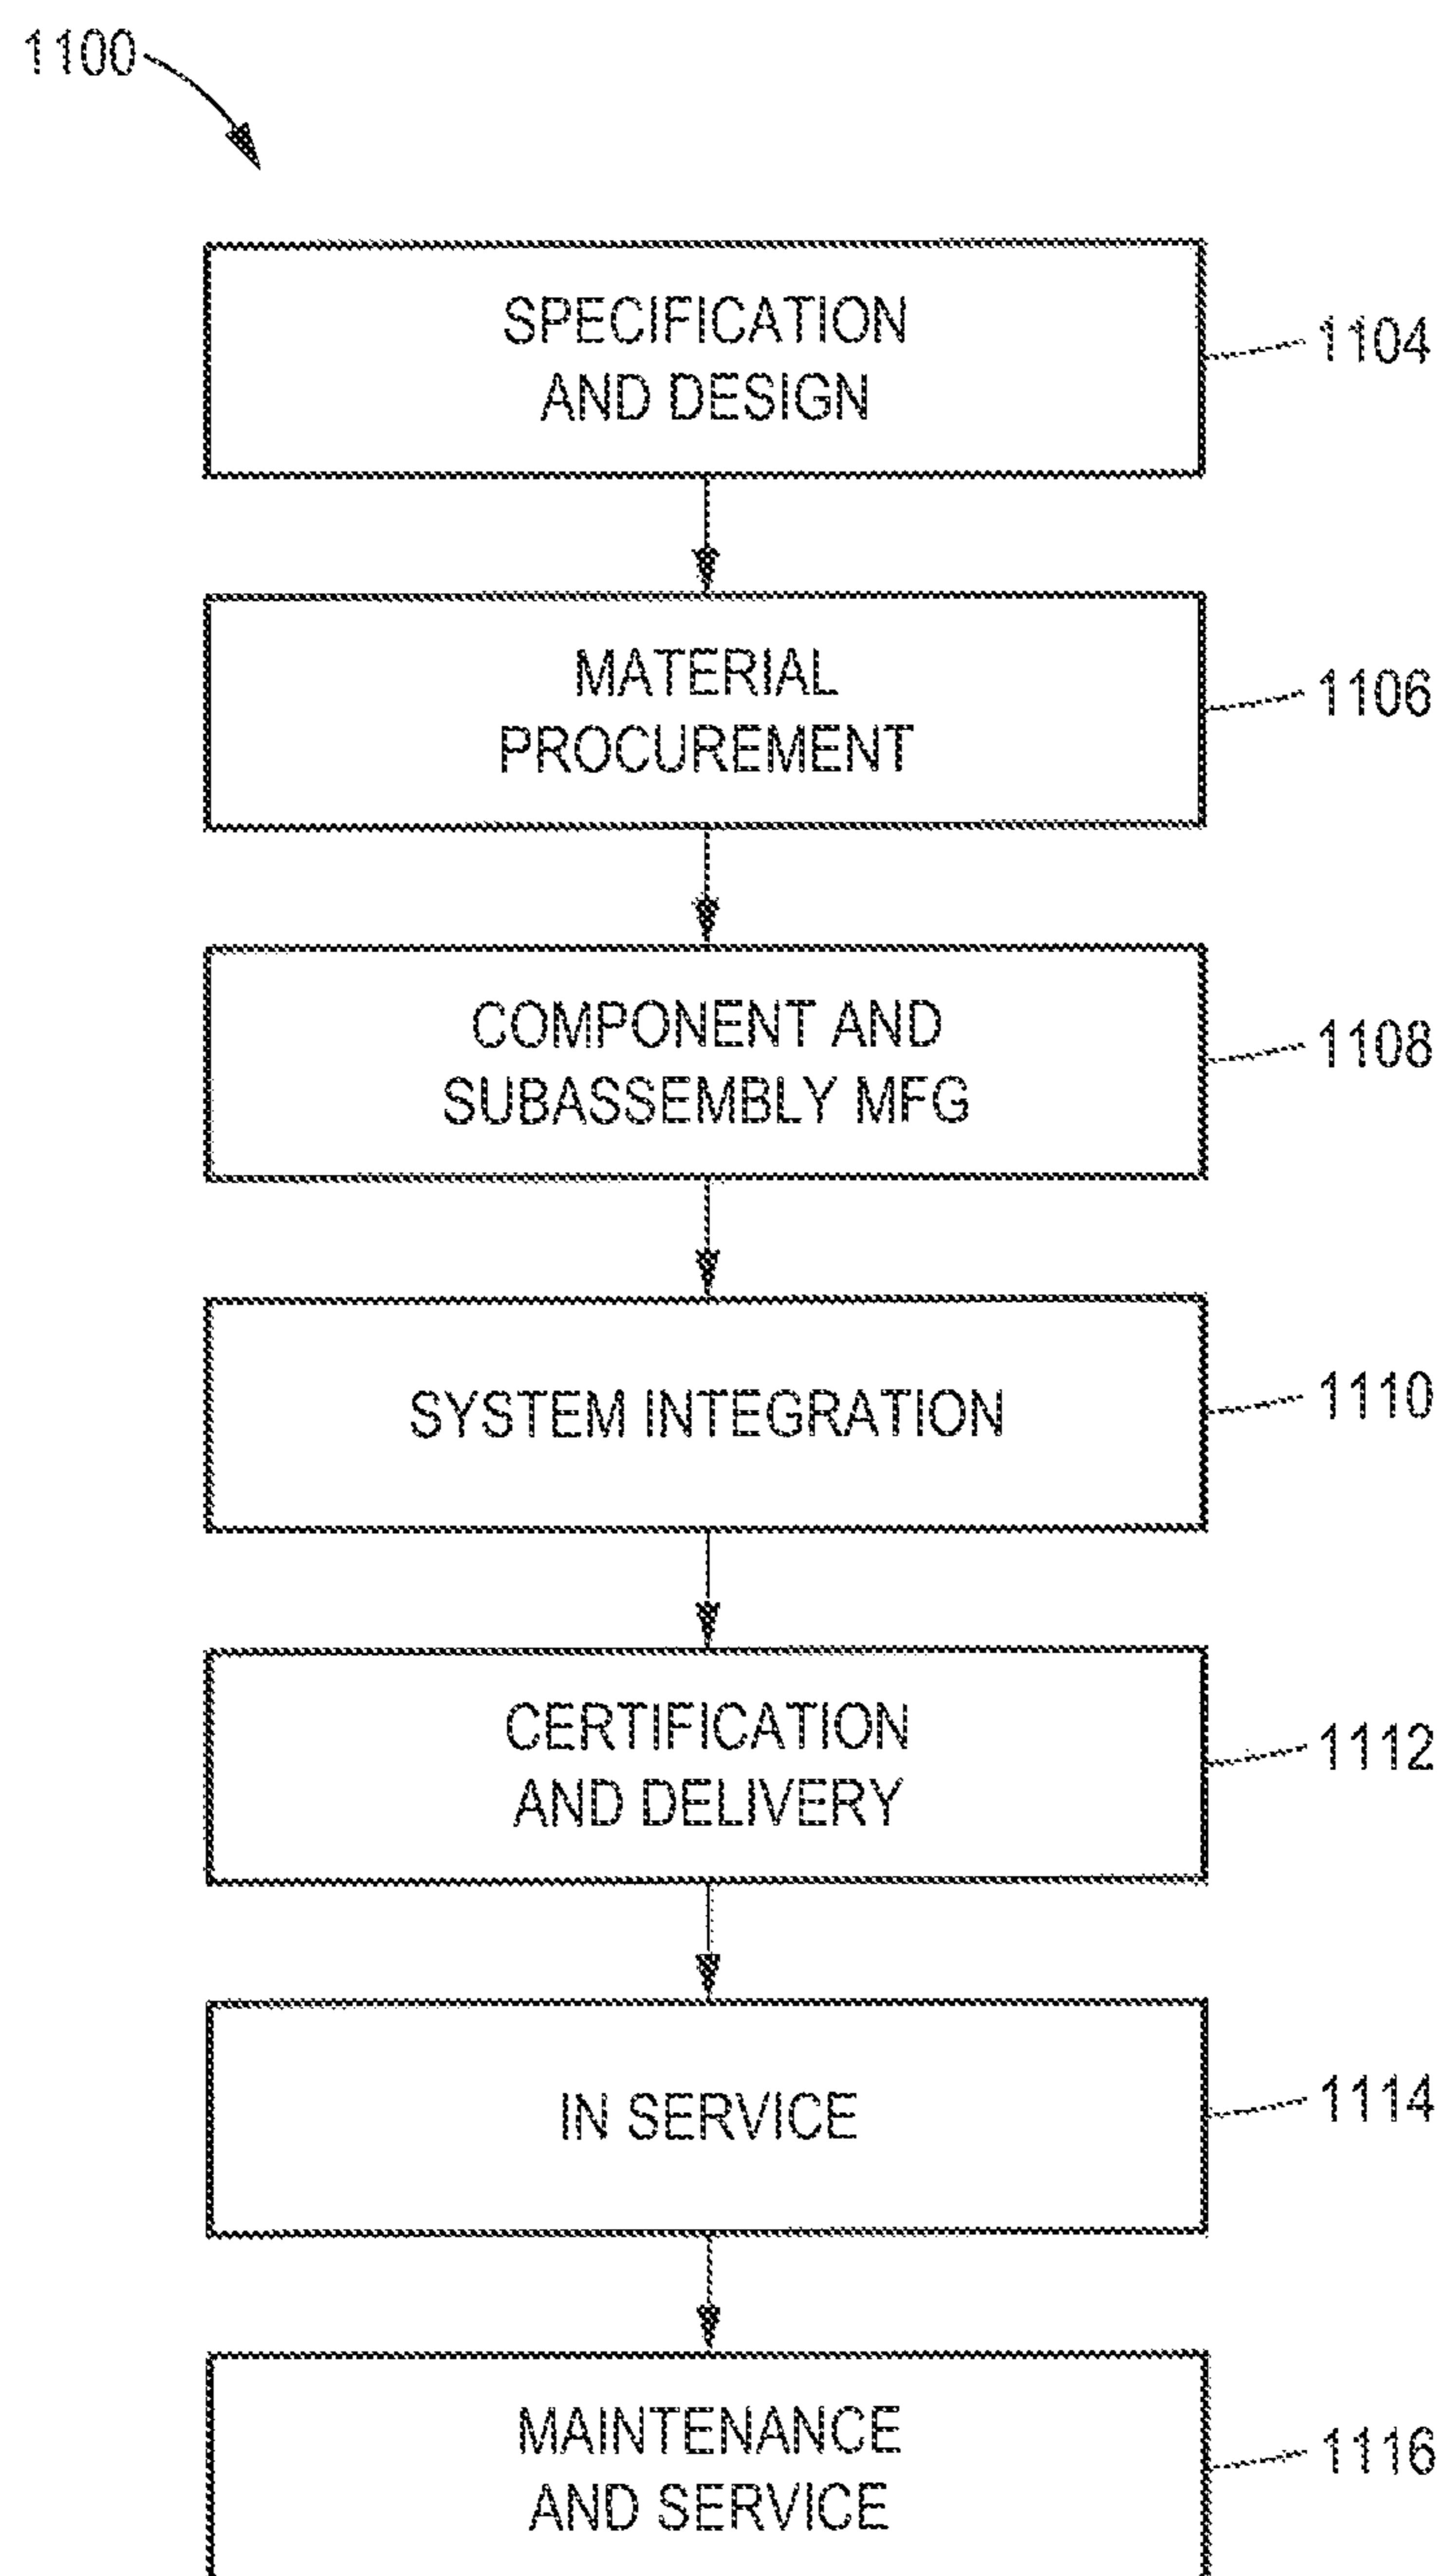 1100
SPECIFICATION
AND DESIGN
1104
MATERIAL
PROCUREMENT
1106
COMPONENT AND
SUBASSEMBLY MFG
1108
SYSTEM INTEGRATION
1110
CERTIFICATION
AND DELIVERY
1112
IN SERVICE
1114
MAINTENANCE
AND SERVICE
1116